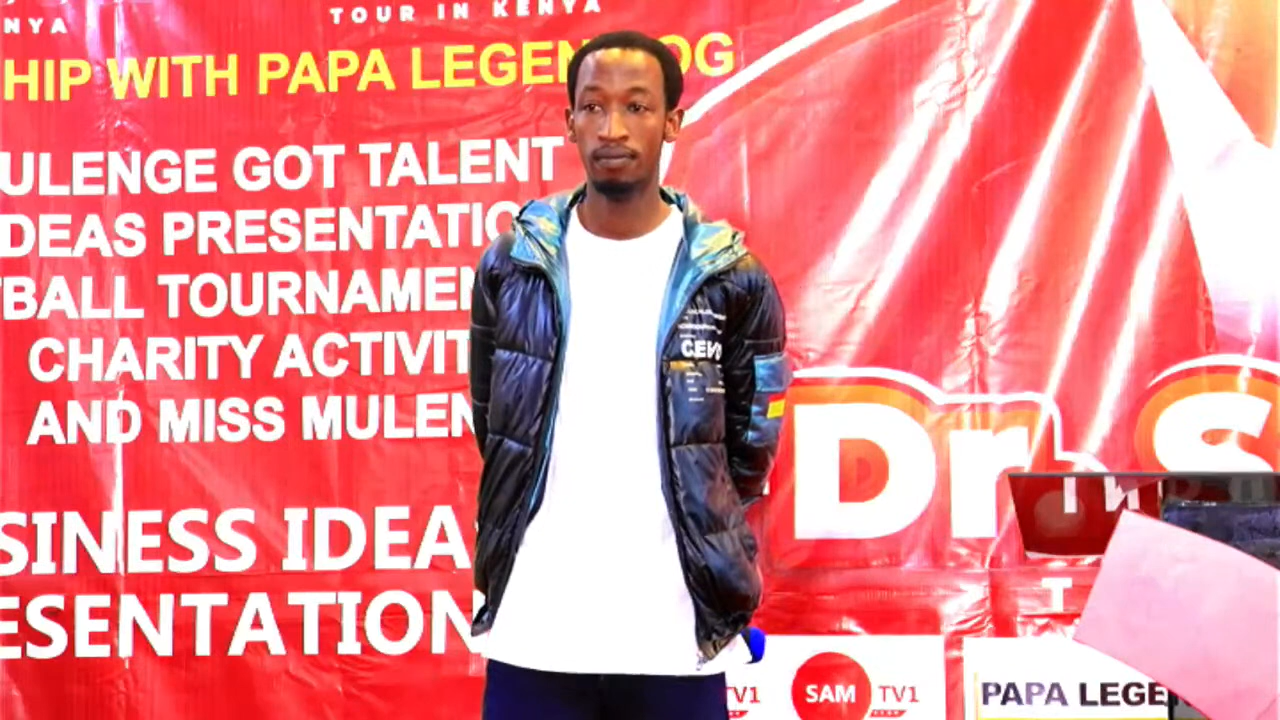 NYA
TOUR IN KENYA
HIP WITH PAPA LEGEN OG
ULENGE GOT TALENT
DEAS PRESENTATIO
TBALL TOURNAMEN
CHARITY ACTIVIT
AND MISS MULEN
SINESS IDEA
ESENTATION
CEVO
Dr. S
T
TV1
SAM TV1
PAPA LEGE